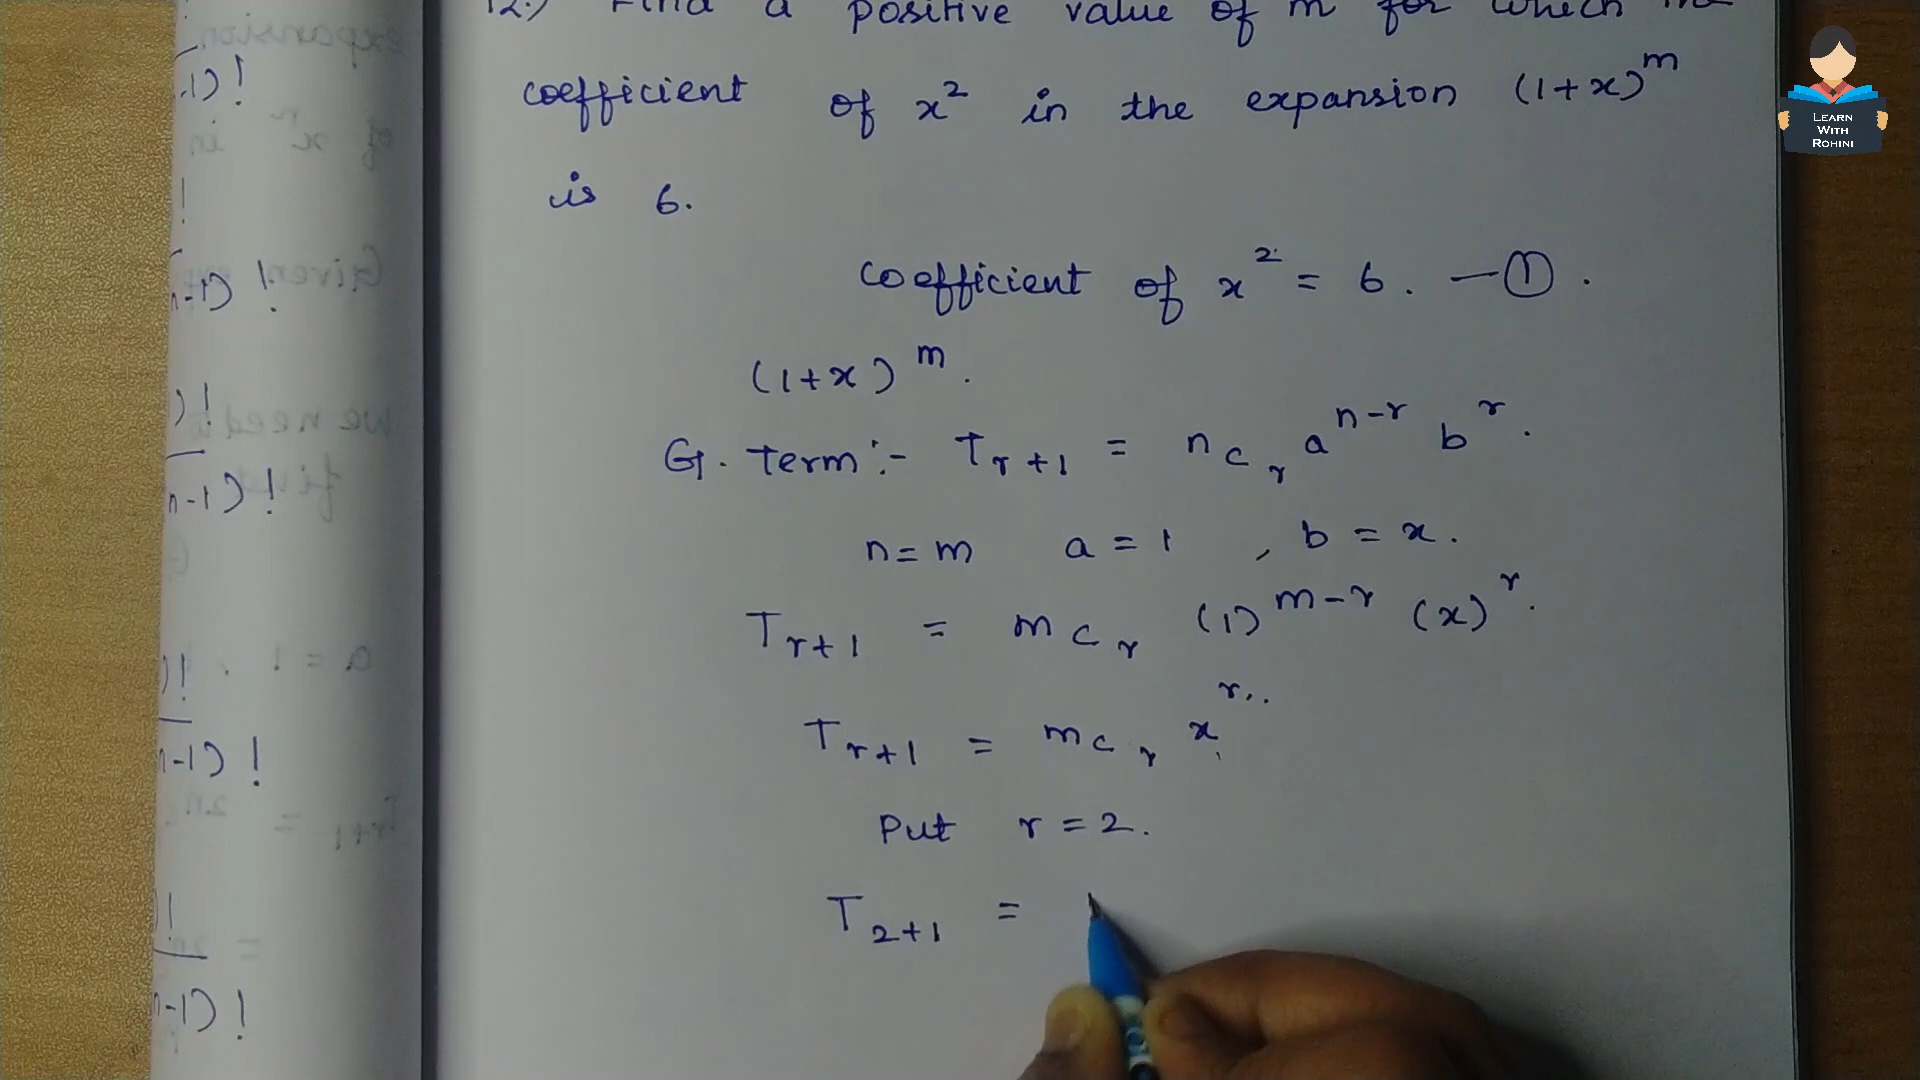 12.) Find a positive value of m for which the
coefficient of x² in the expansion (1+x)^m
is 6.
coefficient of x² = 6. —①.
(1+x)^m.
G. Term :- T_{r+1} = nC_r a^{n-r} b^r.
n=m a=1 , b=x.
T_{r+1} = mC_r (1)^{m-r} (x)^r.
T_{r+1} = mC_r x^r..
Put r=2.
T_{2+1} =
LEARN
WITH
ROHINI